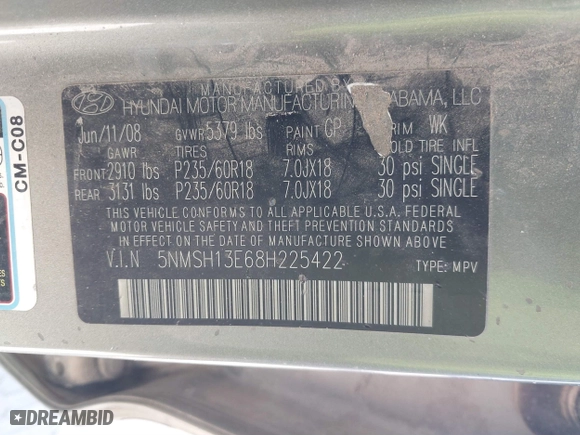 MANUFACTURED B
HYUNDAI MOTOR MANUFACTURIN ABAMA, LLC
Jun/11/08 GVWR 5379 lbs PAINT CP TRIM WK
GAWR TIRES RIMS COLD TIRE INFL
FRONT 2910 lbs P235/60R18 7.0JX18 30 psi SINGLE
REAR 3131 lbs P235/60R18 7.0JX18 30 psi SINGLE
THIS VEHICLE CONFORMS TO ALL APPLICABLE U.S.A. FEDERAL
MOTOR VEHICLE SAFETY AND THEFT PREVENTION STANDARDS
IN EFFECT ON THE DATE OF MANUFACTURE SHOWN ABOVE.
V.I.N 5NMSH13E68H225422 TYPE: MPV
CM-C08
DREAMBID